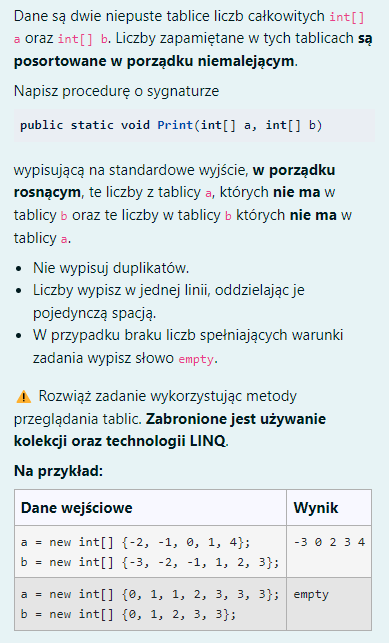 Dane są dwie niepuste tablice liczb całkowitych int[]
a oraz int[] b. Liczby zapamiętane w tych tablicach są
posortowane w porządku niemalejącym.
Napisz procedurę o sygnaturze
public static void Print(int[] a, int[] b)
wypisującą na standardowe wyjście, w porządku
rosnącym, te liczby z tablicy a, których nie ma w
tablicy b oraz te liczby w tablicy b których nie ma w
tablicy a.
• Nie wypisuj duplikatów.
• Liczby wypisz w jednej linii, oddzielając je
pojedynczą spacją.
• W przypadku braku liczb spełniających warunki
zadania wypisz słowo empty.
⚠ Rozwiąż zadanie wykorzystując metody
przeglądania tablic. Zabronione jest używanie
kolekcji oraz technologii LINQ.
Na przykład:
Dane wejściowe Wynik
a = new int[] {-2, -1, 0, 1, 4}; -3 0 2 3 4
b = new int[] {-3, -2, -1, 1, 2, 3};
a = new int[] {0, 1, 1, 2, 3, 3, 3}; empty
b = new int[] {0, 1, 2, 3, 3};